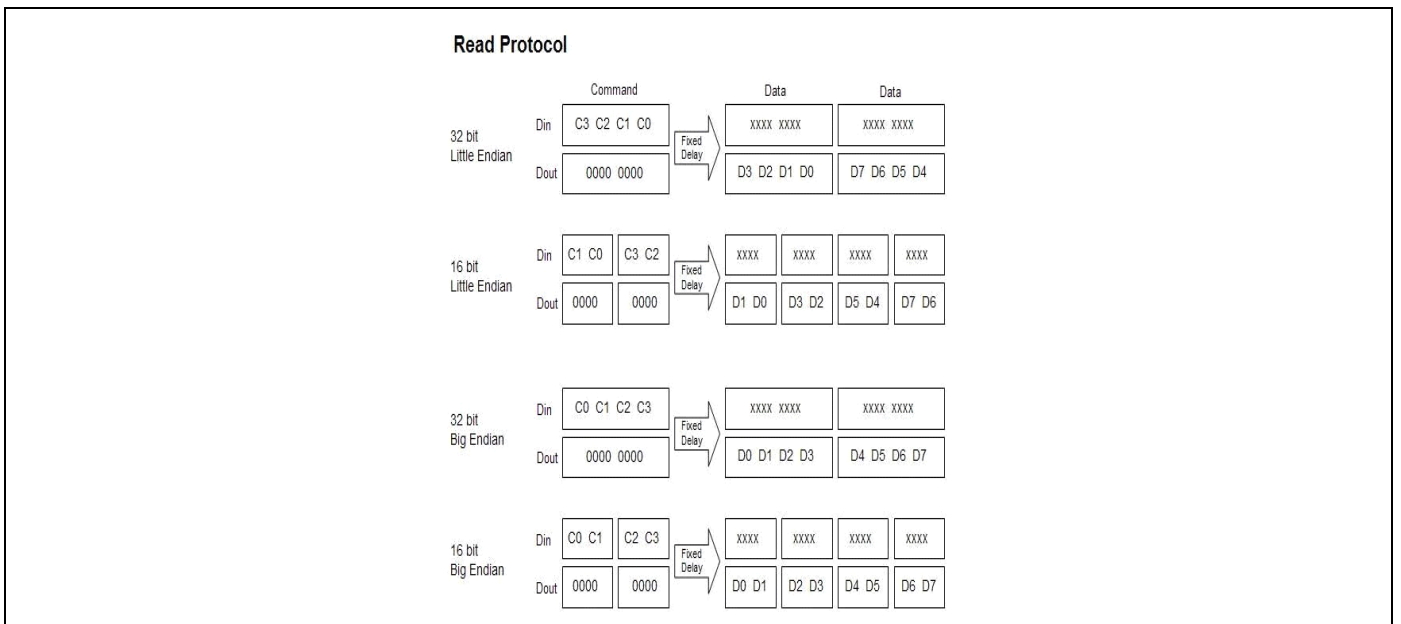 Read Protocol
Command Data Data
32 bit
Little Endian
Din C3 C2 C1 C0 Fixed Delay XXXX XXXX XXXX XXXX
Dout 0000 0000 D3 D2 D1 D0 D7 D6 D5 D4
16 bit
Little Endian
Din C1 C0 C3 C2 Fixed Delay XXXX XXXX XXXX XXXX
Dout 0000 0000 D1 D0 D3 D2 D5 D4 D7 D6
32 bit
Big Endian
Din C0 C1 C2 C3 Fixed Delay XXXX XXXX XXXX XXXX
Dout 0000 0000 D0 D1 D2 D3 D4 D5 D6 D7
16 bit
Big Endian
Din C0 C1 C2 C3 Fixed Delay XXXX XXXX XXXX XXXX
Dout 0000 0000 D0 D1 D2 D3 D4 D5 D6 D7